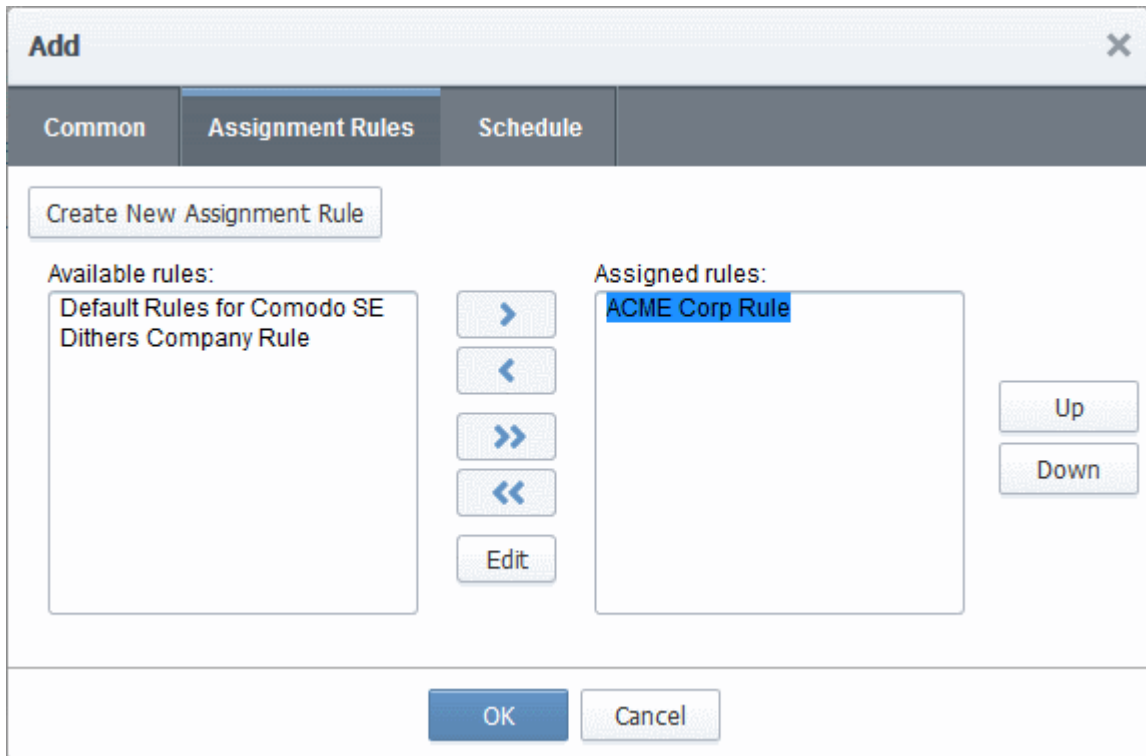 Add
Common
Assignment Rules
Schedule
Create New Assignment Rule
Available rules:
Default Rules for Comodo SE
Dithers Company Rule
Edit
Assigned rules:
ACME Corp Rule
Up
Down
OK
Cancel